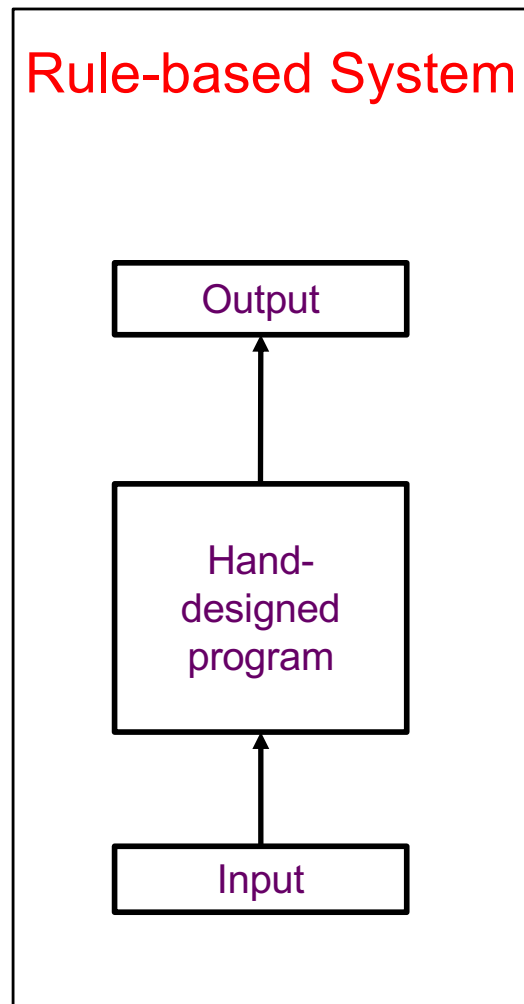 Rule-based System
Output
Hand-
designed
program
Input